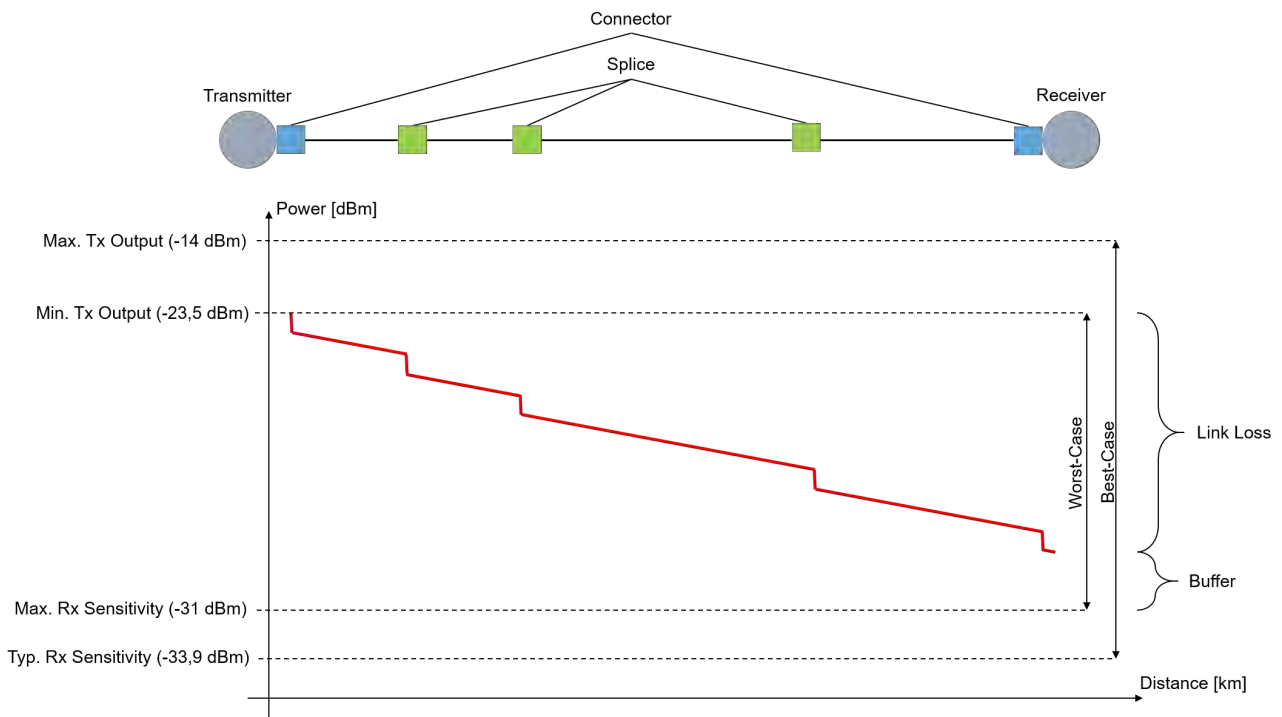 Connector
Splice
Transmitter
Receiver
Power [dBm]
Max. Tx Output (-14 dBm)
Min. Tx Output (-23,5 dBm)
Worst-Case
Best-Case
Link Loss
Buffer
Max. Rx Sensitivity (-31 dBm)
Typ. Rx Sensitivity (-33,9 dBm)
Distance [km]